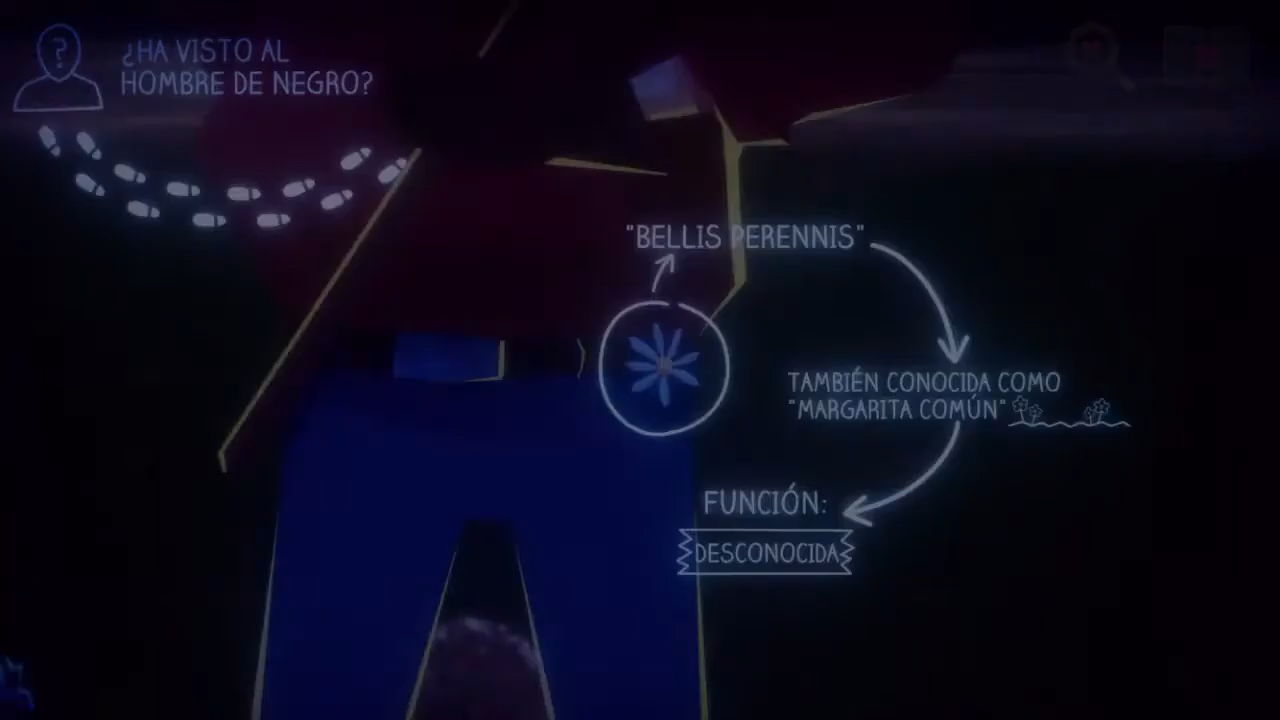 ¿HA VISTO AL
HOMBRE DE NEGRO?
"BELLIS PERENNIS"
TAMBIÉN CONOCIDA COMO
"MARGARITA COMÚN"
FUNCIÓN:
DESCONOCIDA